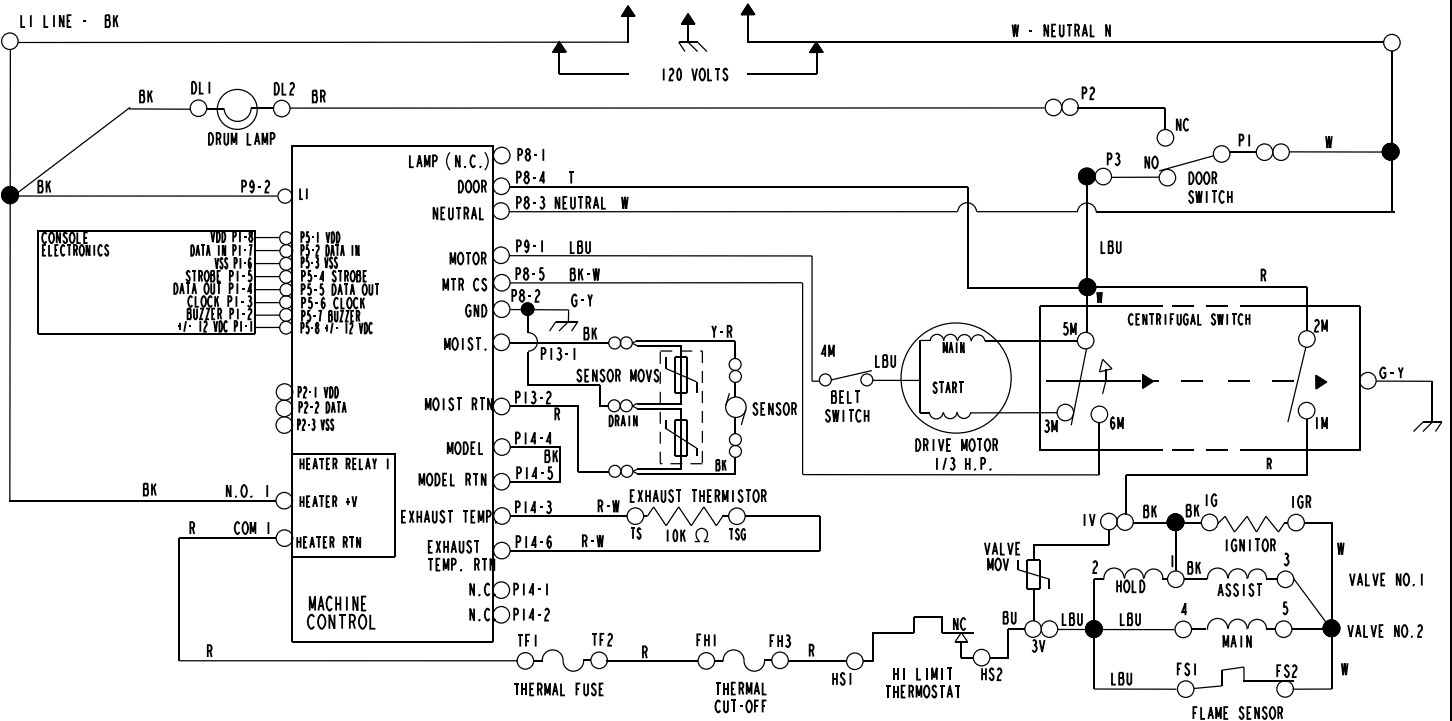 L1 LINE - BK
W - NEUTRAL N
120 VOLTS
BK
DL1
DL2
BR
DRUM LAMP
P2
NC
P1
W
P3
NO
DOOR
SWITCH
BK
P9-2
L1
LAMP (N.C.)
P8-1
DOOR
P8-4
T
NEUTRAL
P8-3 NEUTRAL W
CONSOLE
ELECTRONICS
VDD P1-8
P5-1 VDD
DATA IN P1-7
P5-2 DATA IN
VSS P1-6
P5-3 VSS
STROBE P1-5
P5-4 STROBE
DATA OUT P1-4
P5-5 DATA OUT
CLOCK P1-3
P5-6 CLOCK
BUZZER P1-2
P5-7 BUZZER
+/- 12 VDC P1-1
P5-8 +/- 12 VDC
MOTOR
P9-1
LBU
MTR CS
P8-5
BK-W
GND
P8-2
G-Y
LBU
W
R
MOIST.
BK
P13-1
Y-R
SENSOR MOVS
MOIST RTN
P13-2
R
DRAIN
SENSOR
BK
P2-1 VDD
P2-2 DATA
P2-3 VSS
MODEL
P14-4
BK
MODEL RTN
P14-5
4M
LBU
BELT
SWITCH
MAIN
START
DRIVE MOTOR
1/3 H.P.
5M
CENTRIFUGAL SWITCH
2M
3M
6M
1M
G-Y
R
HEATER RELAY 1
BK
N.O. 1
HEATER +V
R
COM 1
HEATER RTN
EXHAUST TEMP
P14-3
R-W
EXHAUST THERMISTOR
TS
10K Ω
TSG
EXHAUST
TEMP. RTN
P14-6
R-W
N.C
P14-1
N.C
P14-2
MACHINE
CONTROL
1V
BK
BK
IG
IGR
IGNITOR
W
VALVE
MOV
2
HOLD
1
BK
ASSIST
3
VALVE NO.1
BU
3V
LBU
LBU
4
MAIN
5
VALVE NO.2
R
TF1
TF2
THERMAL FUSE
R
FH1
FH3
THERMAL
CUT-OFF
R
HS1
NC
HS2
HI LIMIT
THERMOSTAT
LBU
FS1
FS2
FLAME SENSOR
W